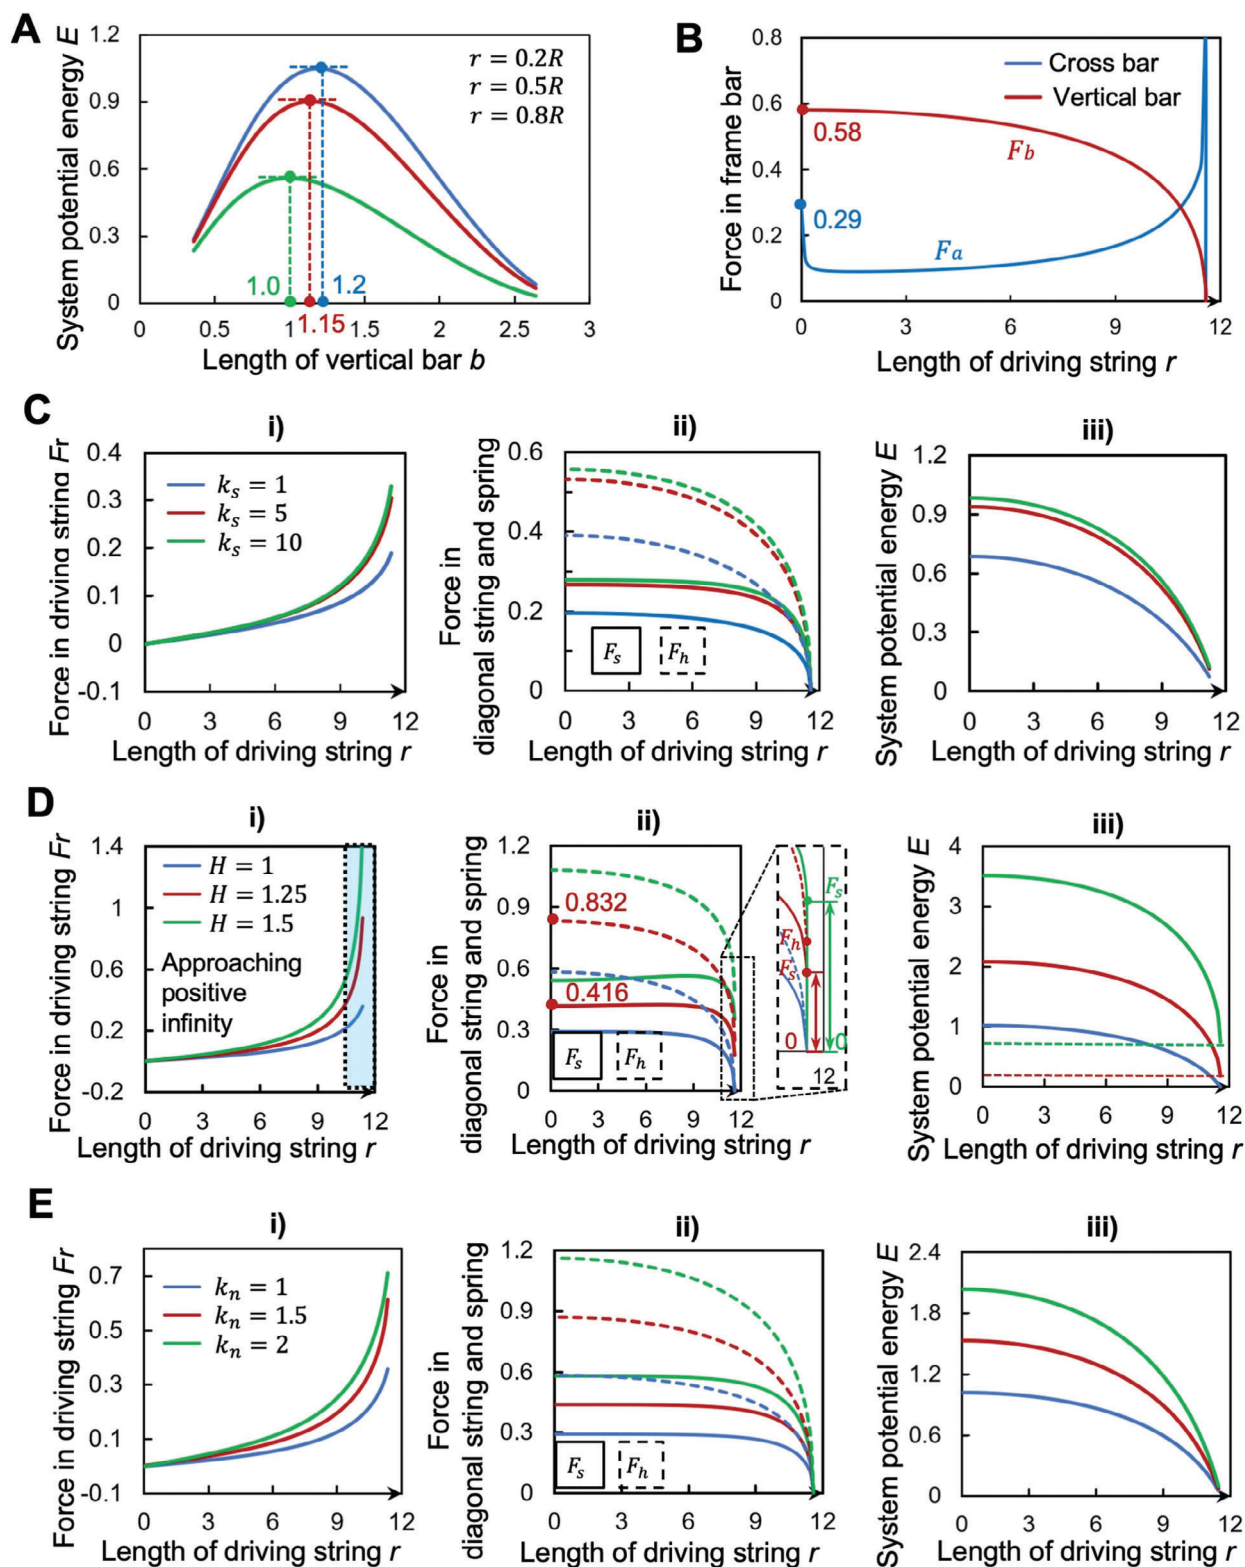 A
System potential energy E
1.2
0.9
0.6
0.3
0
r = 0.2R
r = 0.5R
r = 0.8R
1.0
1.2
1.15
0
0.5
1
1.5
2
2.5
3
Length of vertical bar b
B
Force in frame bar
0.8
0.6
0.4
0.2
0
Cross bar
Vertical bar
0.58
0.29
Fb
Fa
0
3
6
9
12
Length of driving string r
C
i)
Force in driving string Fr
0.4
0.3
0.2
0.1
0
-0.1
ks = 1
ks = 5
ks = 10
0
3
6
9
12
Length of driving string r
ii)
Force in
diagonal string and spring
0.6
0.4
0.2
0
Fs
Fh
0
3
6
9
12
Length of driving string r
iii)
System potential energy E
1.2
0.9
0.6
0.3
0
0
3
6
9
12
Length of driving string r
D
i)
Force in driving string Fr
1.4
1
0.6
0.2
-0.2
H = 1
H = 1.25
H = 1.5
Approaching
positive
infinity
0
3
6
9
12
Length of driving string r
ii)
Force in
diagonal string and spring
1.2
0.9
0.6
0.3
0
0.832
0.416
Fs
Fh
Fs
Fh
Fs
0
0
12
0
3
6
9
12
Length of driving string r
iii)
System potential energy E
4
3
2
1
0
0
3
6
9
12
Length of driving string r
E
i)
Force in driving string Fr
0.7
0.5
0.3
0.1
-0.1
kn = 1
kn = 1.5
kn = 2
0
3
6
9
12
Length of driving string r
ii)
Force in
diagonal string and spring
1.2
0.9
0.6
0.3
0
Fs
Fh
0
3
6
9
12
Length of driving string r
iii)
System potential energy E
2.4
1.8
1.2
0.6
0
0
3
6
9
12
Length of driving string r